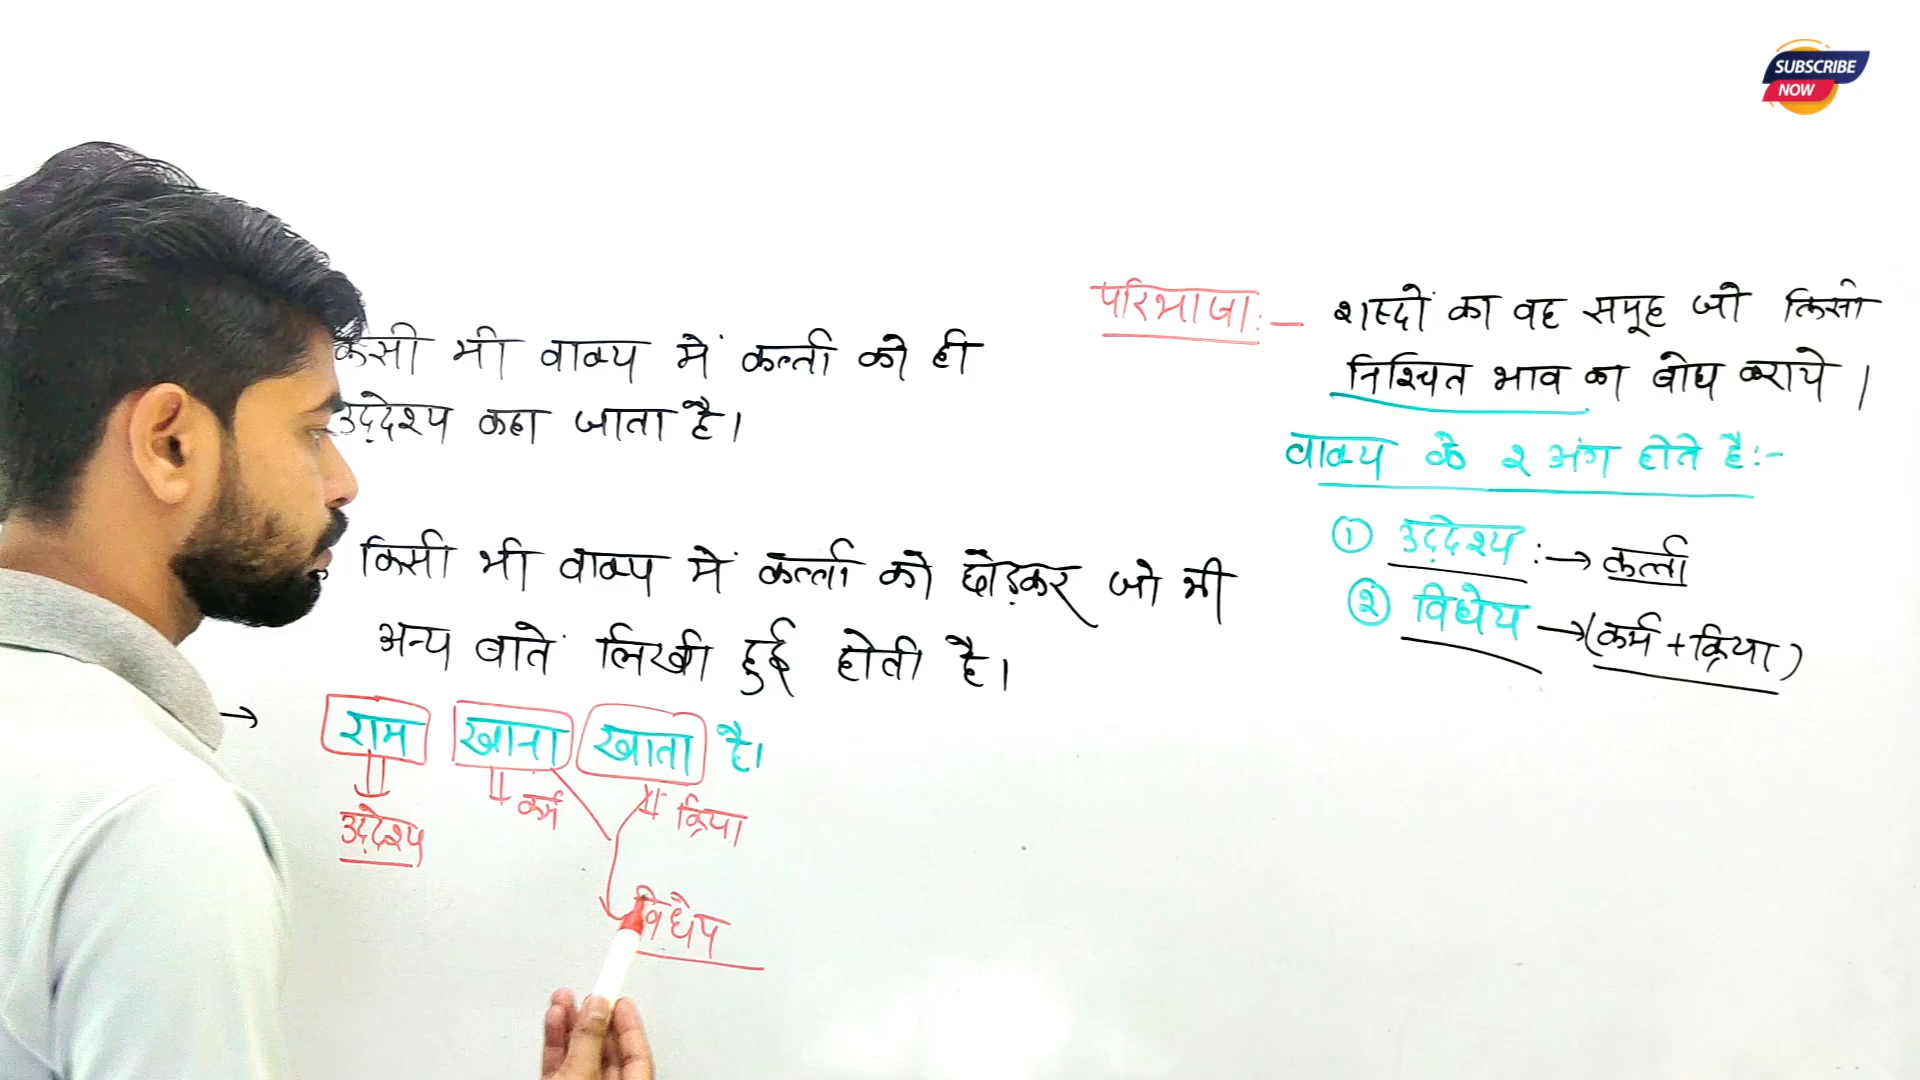 SUBSCRIBE
NOW
परिभाषा:— शब्दों का वह समूह जो किसी
निश्चित भाव का बोध कराये।
वाक्य के २ अंग होते है:-
① उद्देश्य :→ कर्त्ता
② विधेय →(कर्म + क्रिया)
किसी भी वाक्य में कर्त्ता को ही
उद्देश्य कहा जाता है।
किसी भी वाक्य में कर्त्ता को छोड़कर जो भी
अन्य बातें लिखी हुई होती है।
→ राम खाना खाता है।
कर्म क्रिया
उद्देश्य
विधेय